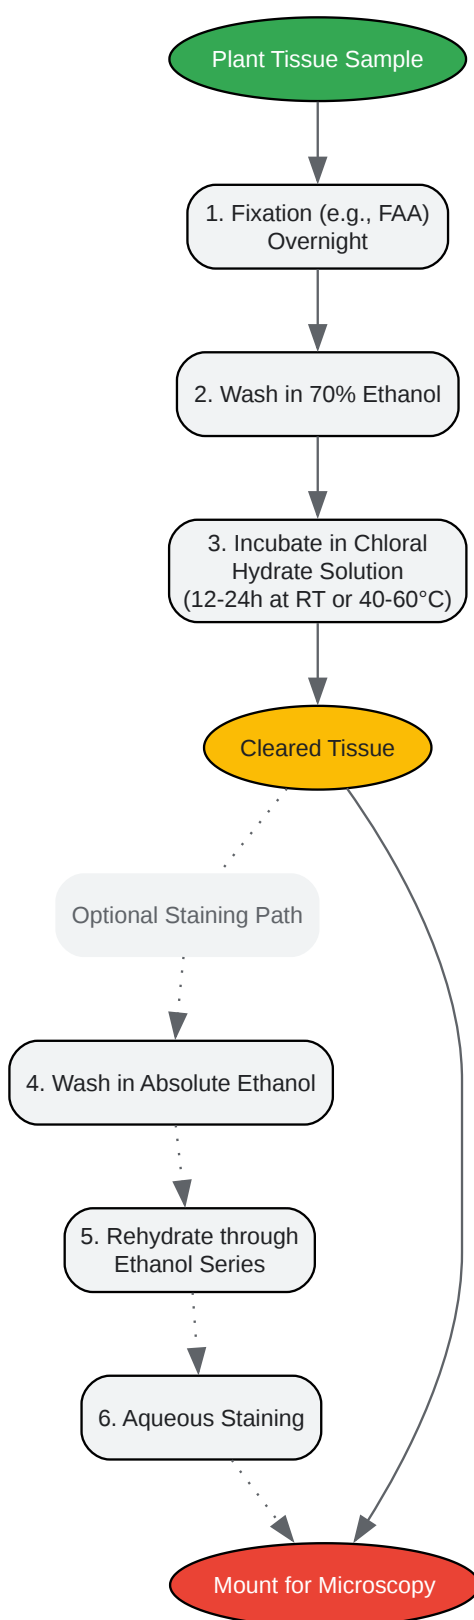 Plant Tissue Sample
1. Fixation (e.g., FAA)
Overnight
2. Wash in 70% Ethanol
3. Incubate in Chloral
Hydrate Solution
(12-24h at RT or 40-60°C)
Cleared Tissue
Optional Staining Path
4. Wash in Absolute Ethanol
5. Rehydrate through
Ethanol Series
6. Aqueous Staining
Mount for Microscopy